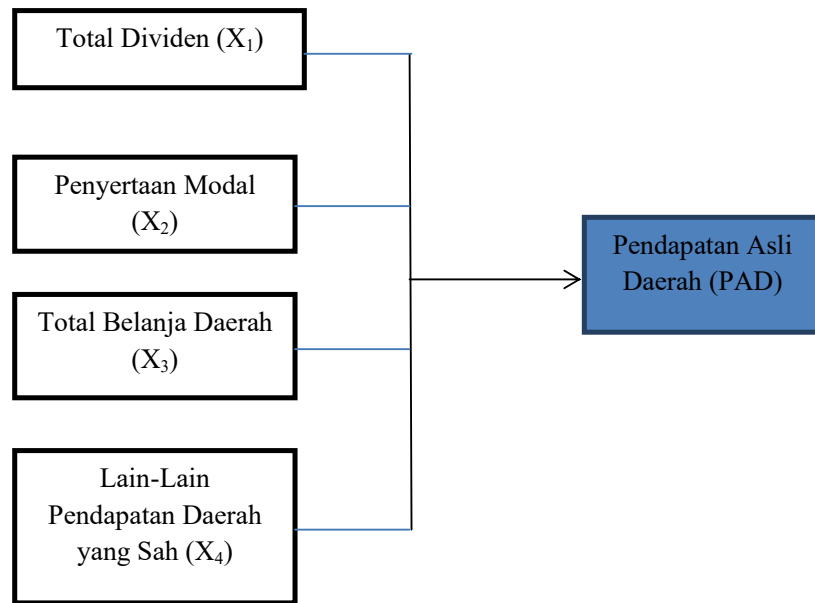 Total Dividen (X₁)
Penyertaan Modal
(X₂)
Total Belanja Daerah
(X₃)
Lain-Lain
Pendapatan Daerah
yang Sah (X₄)
Pendapatan Asli
Daerah (PAD)